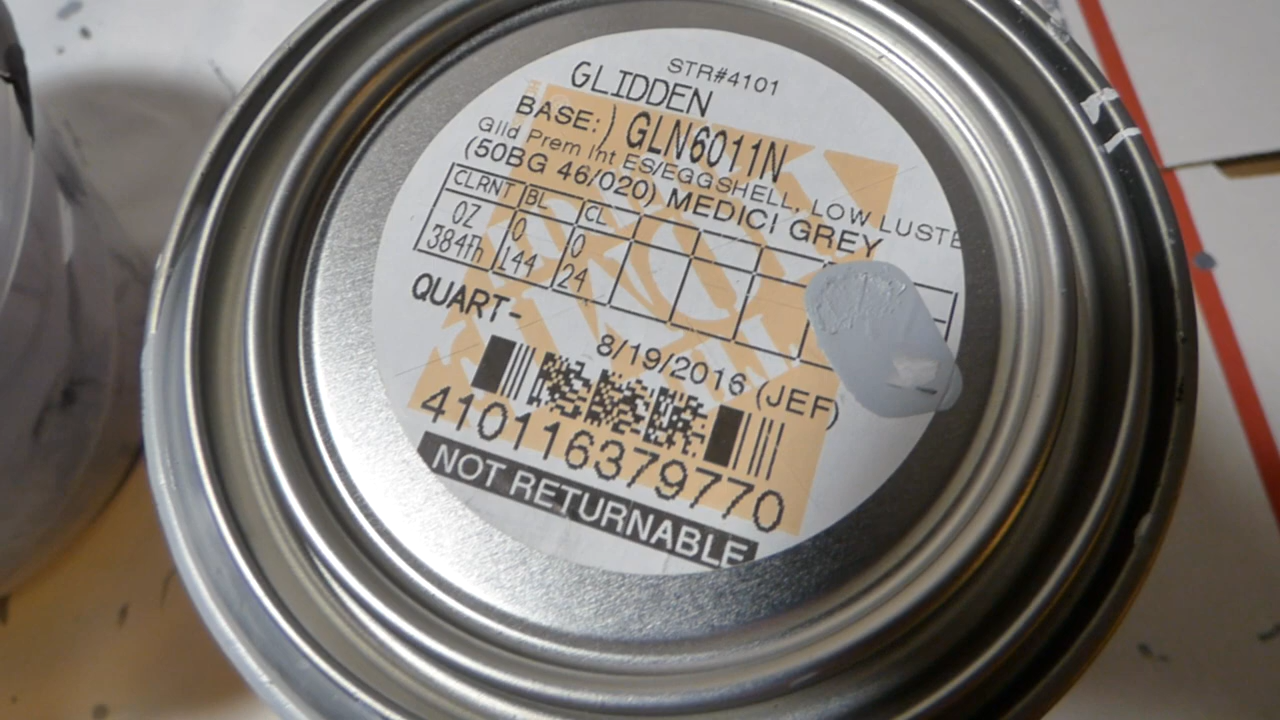 STR#4101
GLIDDEN
BASE:) GLN6011N
Glid Prem Int ES/EGGSHELL, LOW LUSTE
(50BG 46/020) MEDICI GREY
CLRNT BL CL
OZ 0 0
384Th 144 24
QUART-
8/19/2016 (JEF)
410116379770
NOT RETURNABLE